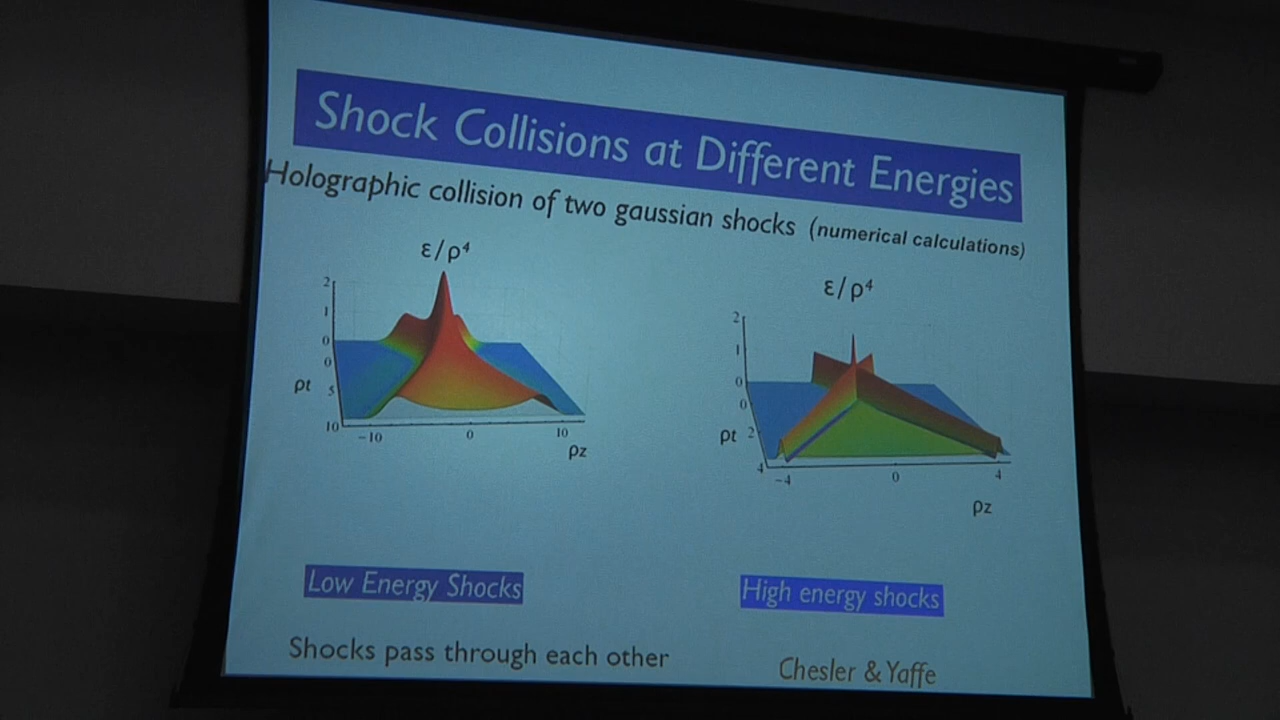 Shock Collisions at Different Energies
Holographic collision of two gaussian shocks (numerical calculations)
ε/ρ⁴
2
1
0
0
ρt 5
10
-10 0 10
ρz
ε/ρ⁴
2
1
0
0
ρt 2
4
-4 0 4
ρz
Low Energy Shocks
High energy shocks
Shocks pass through each other
Chesler & Yaffe